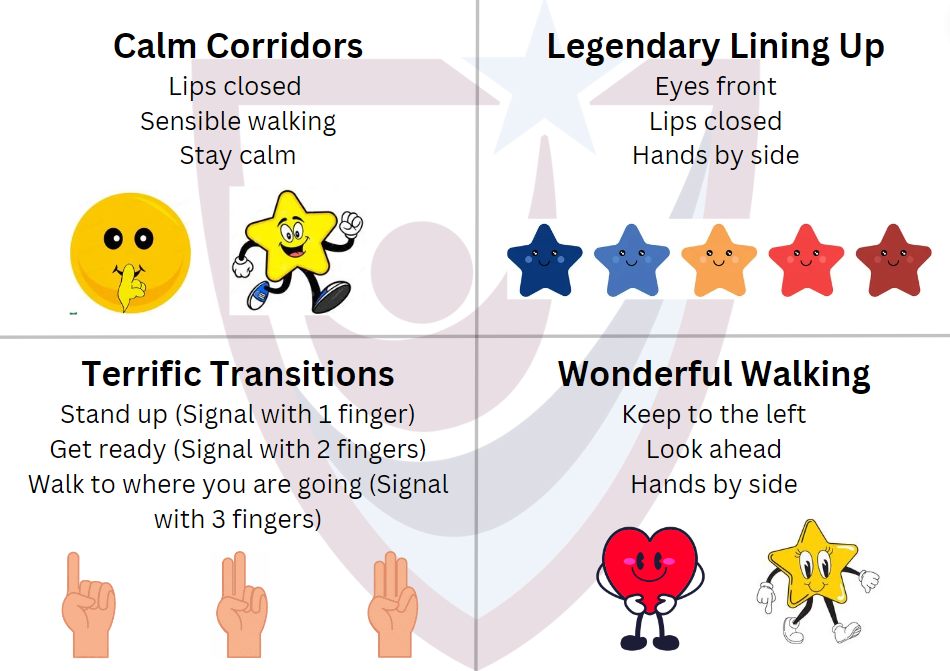 Calm Corridors
Lips closed
Sensible walking
Stay calm
Legendary Lining Up
Eyes front
Lips closed
Hands by side
Terrific Transitions
Stand up (Signal with 1 finger)
Get ready (Signal with 2 fingers)
Walk to where you are going (Signal
with 3 fingers)
Wonderful Walking
Keep to the left
Look ahead
Hands by side